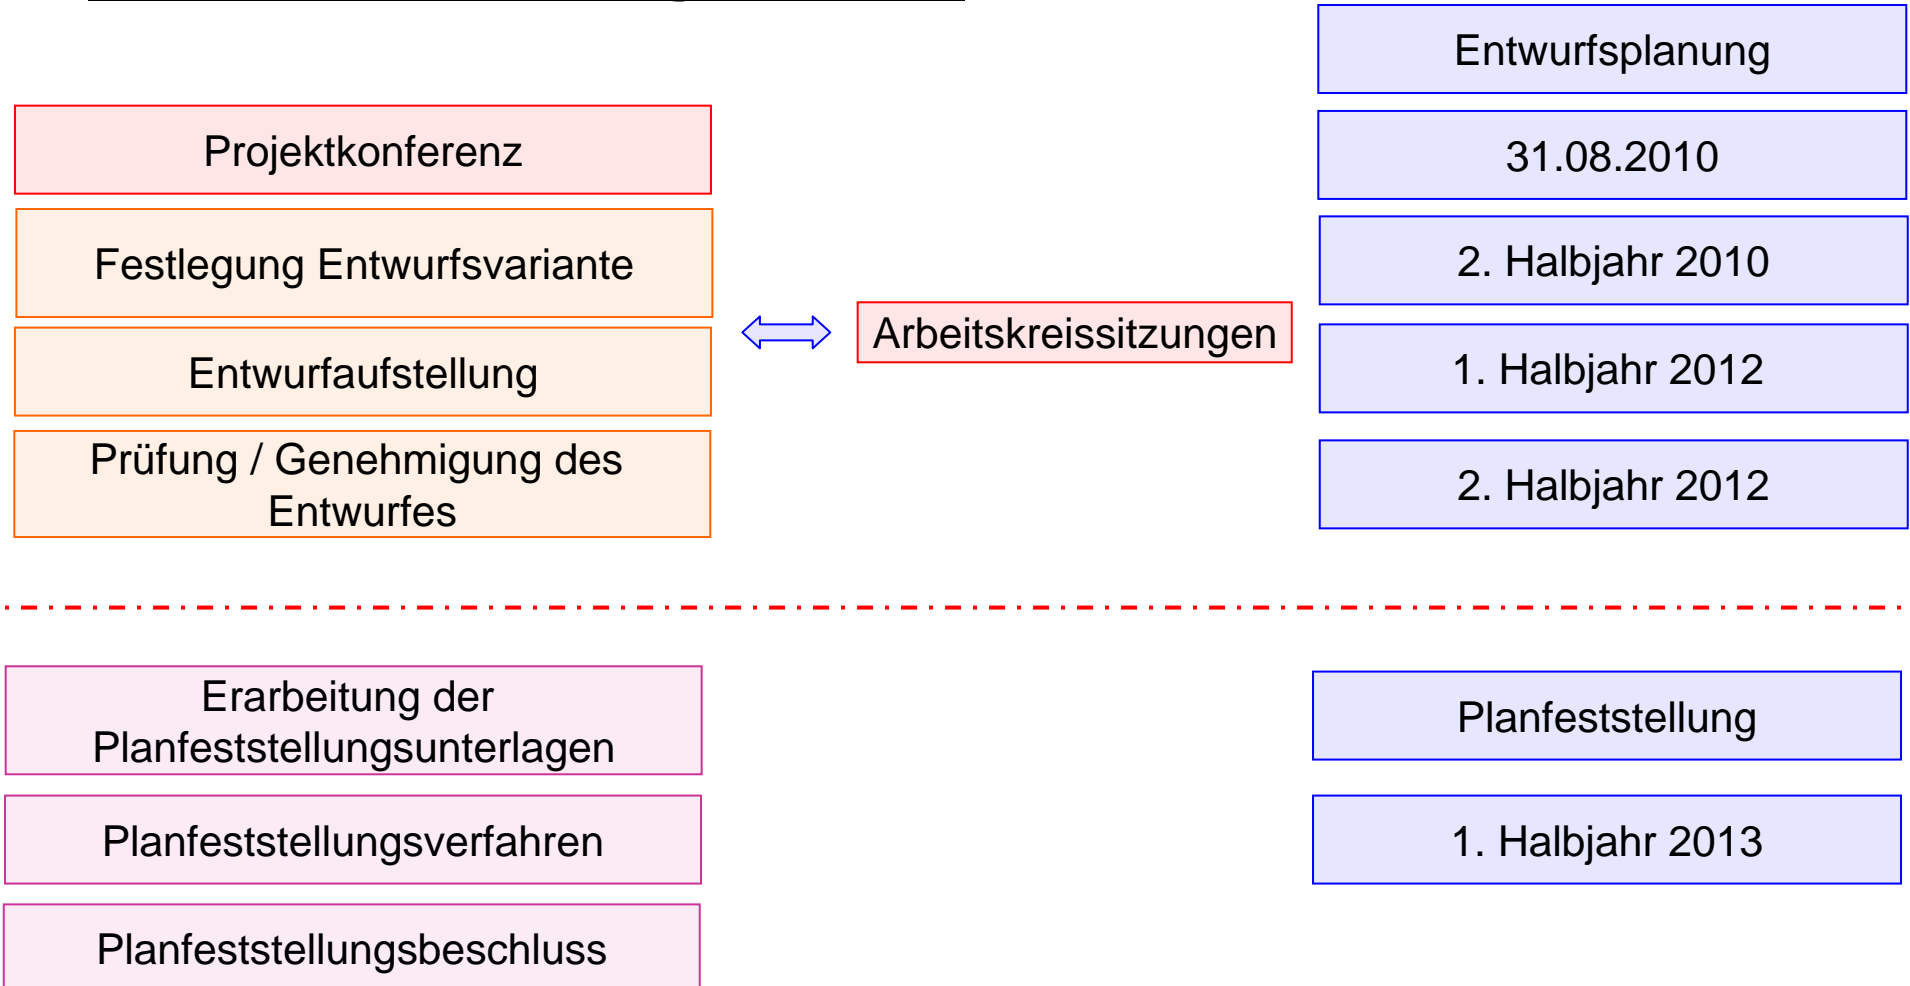 Entwurfsplanung
Projektkonferenz
31.08.2010
Festlegung Entwurfsvariante
2. Halbjahr 2010
Arbeitskreissitzungen
Entwurfaufstellung
1. Halbjahr 2012
Prüfung / Genehmigung des
Entwurfes
2. Halbjahr 2012
Erarbeitung der
Planfeststellungsunterlagen
Planfeststellung
Planfeststellungsverfahren
1. Halbjahr 2013
Planfeststellungsbeschluss